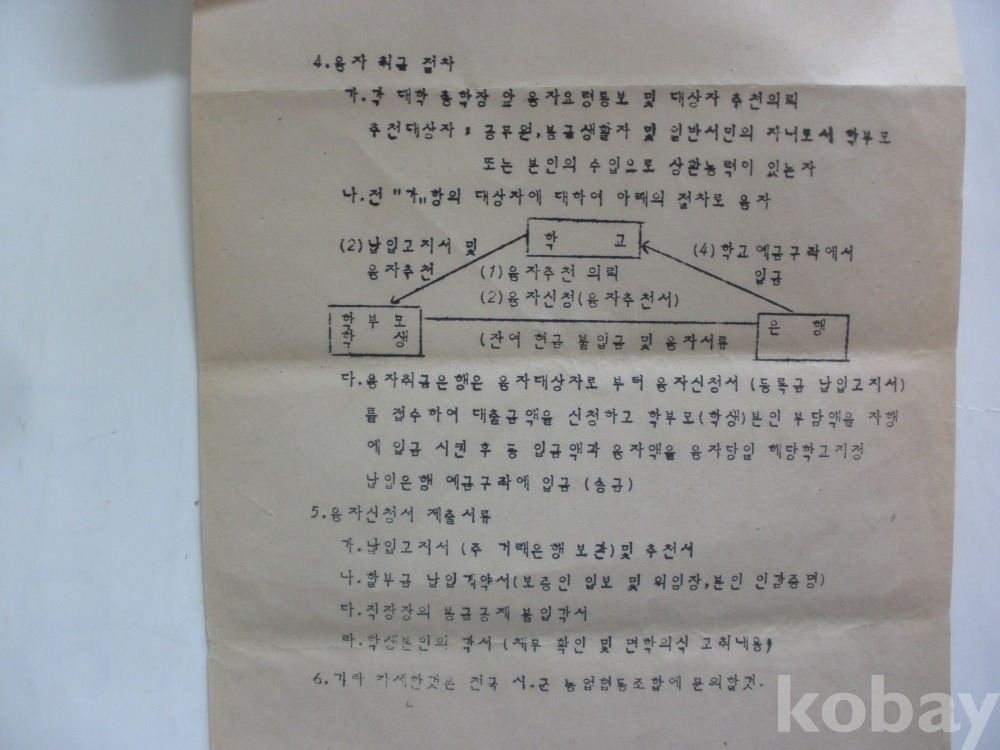 4.융자 취급 절차
가.각 대학 총학장 앞 융자요령통보 및 대상자 추천의뢰
추천대상자 : 공무원,봉급생활자 및 일반서민의 자녀로서 학부모
또는 본인의 수입으로 상환능력이 있는자
나.전 "가"항의 대상자에 대하여 아래의 절차로 융자
학 교
(2)납입고지서 및
융자추천
(1)융자추천 의뢰
(2)융자신청(융자추천서)
(4)학교예금구좌에서
입금
학부모
학 생
은 행
(잔여 현금 불입금 및 융자서류
다.융자취급은행은 융자대상자로 부터 융자신청서 (등록금 납입고지서)
를 접수하여 대출금액을 신청하고 학부모(학생)본인 부담액을 자행
에 입금 시킨 후 동 입금액과 융자액을 융자당일 해당학교지정
납입은행 예금구좌에 입금 (송금)
5.융자신청서 제출서류
가.납입고지서 (주 거래은행 보관)및 추천서
나.할부금 납입계약서(보증인 입보 및 위임장,본인 인감증명)
다.직장장의 봉급공제 불입각서
라.학생본인의 각서 (채무 확인 및 면학의식 고취내용)
6.기타 자세한것은 전국 시.군 농업협동조합에 문의할것.
kobay